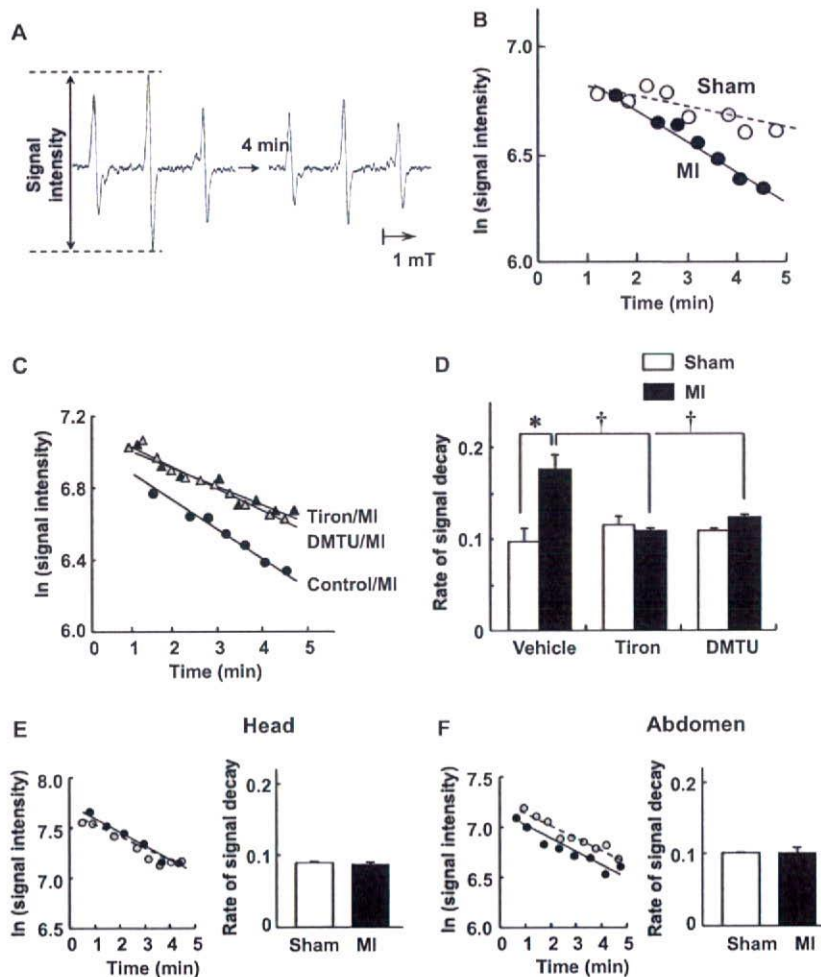 A
Signal intensity
4 min
1 mT
B
ln (signal intensity)
7.0
6.5
6.0
Sham
MI
0 1 2 3 4 5
Time (min)
C
ln (signal intensity)
7.2
6.8
6.4
6.0
Tiron/MI
DMTU/MI
Control/MI
0 1 2 3 4 5
Time (min)
D
Sham
MI
Rate of signal decay
0.2
0.1
0
* † †
Vehicle Tiron DMTU
E
Head
ln (signal intensity)
8.0
7.5
7.0
6.5
0 1 2 3 4 5
Time (min)
Rate of signal decay
0.2
0.1
0
Sham MI
F
Abdomen
ln (signal intensity)
7.5
7.0
6.5
6.0
0 1 2 3 4 5
Time (min)
Rate of signal decay
0.2
0.1
0
Sham MI